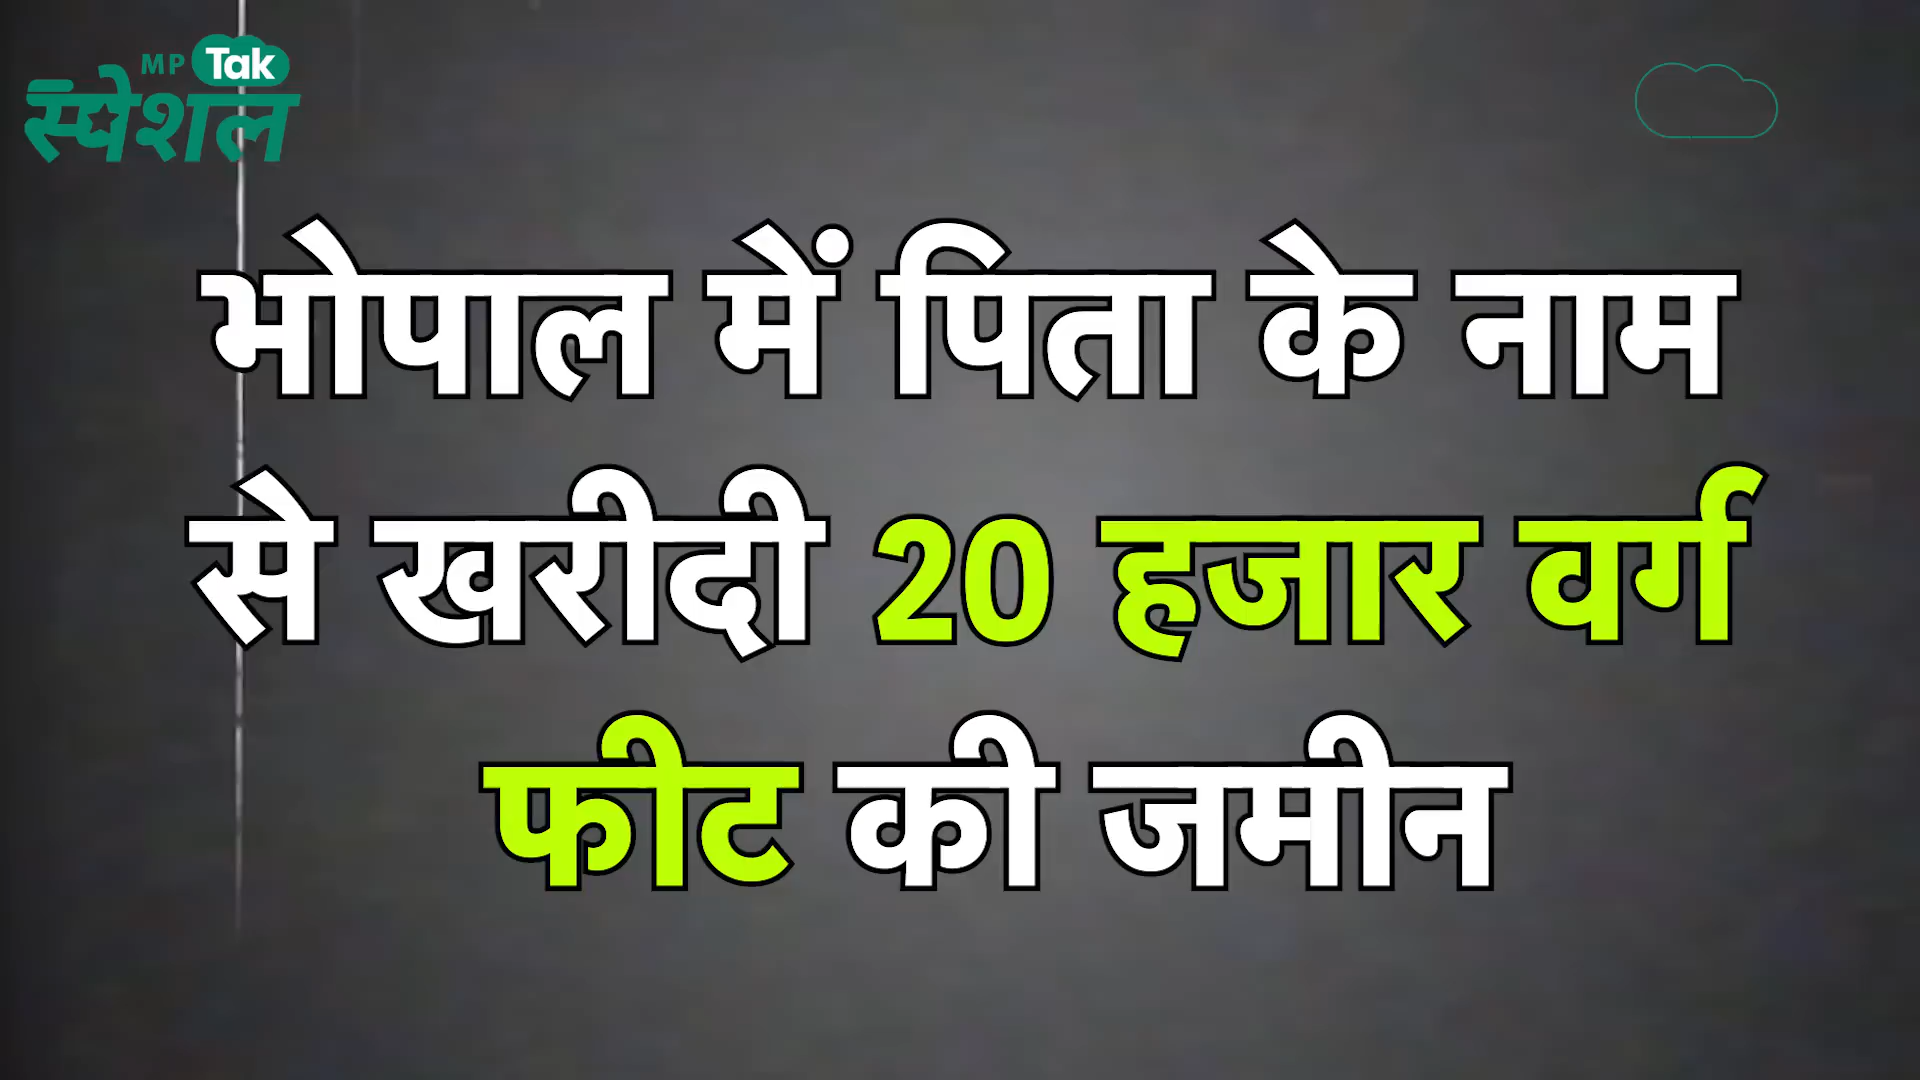 MP Tak
स्पेशल
भोपाल में पिता के नाम
से खरीदी 20 हजार वर्ग
फीट की जमीन